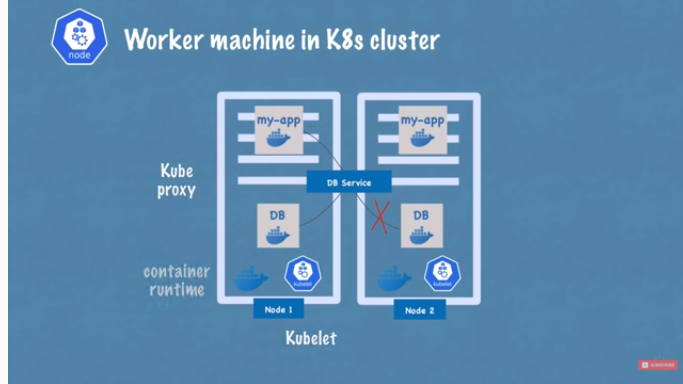 node
Worker machine in K8s cluster
my-app
my-app
Kube
proxy
DB Service
DB
DB
container
runtime
kubelet
kubelet
Node 1
Node 2
Kubelet
SUBSCRIBE